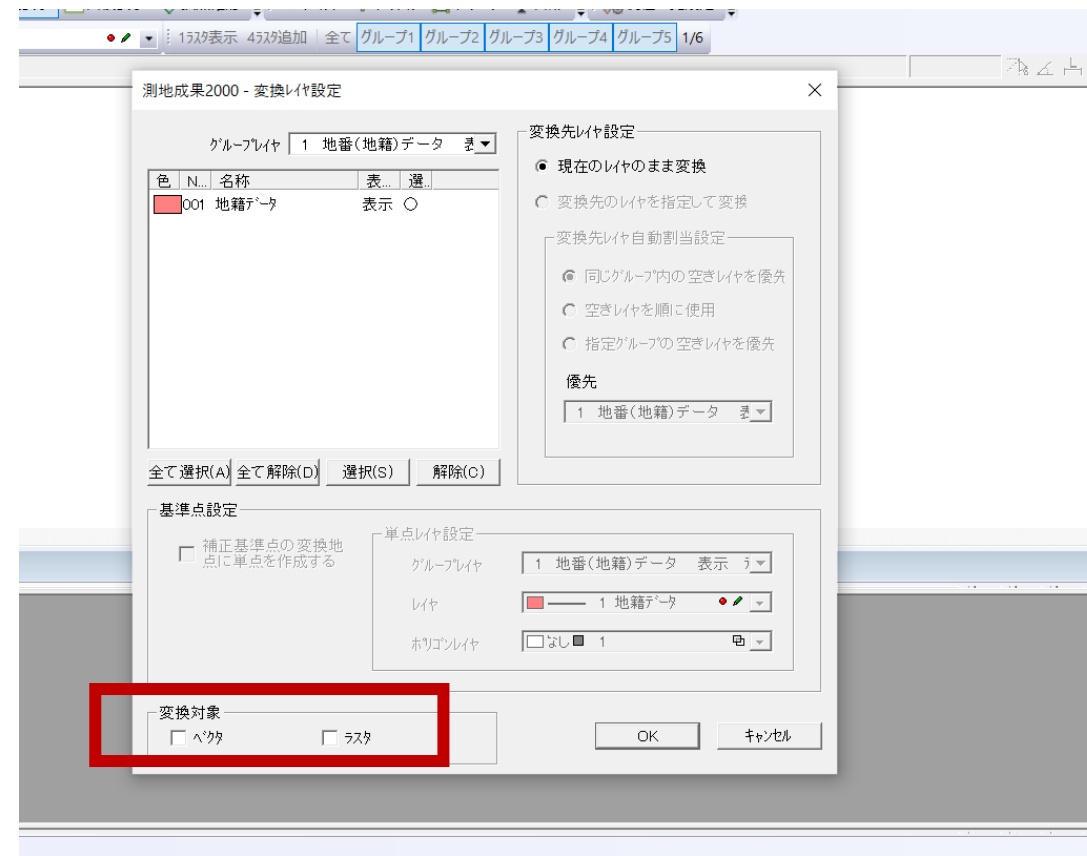 1ﾗｽﾀ表示 4ﾗｽﾀ追加 全て グループ1 グループ2 グループ3 グループ4 グループ5 1/6
測地成果2000 - 変換ﾚｲﾔ設定
ｸﾞﾙｰﾌﾟﾚｲﾔ 1 地番(地籍)データ
色 N... 名称 表... 選..
001 地籍ﾃﾞｰﾀ 表示 ○
全て選択(A) 全て解除(D) 選択(S) 解除(C)
変換先ﾚｲﾔ設定
現在のﾚｲﾔのまま変換
変換先のﾚｲﾔを指定して変換
変換先ﾚｲﾔ自動割当設定
同じｸﾞﾙｰﾌﾟ内の空きﾚｲﾔを優先
空きﾚｲﾔを順に使用
指定ｸﾞﾙｰﾌﾟの空きﾚｲﾔを優先
優先
1 地番(地籍)データ
基準点設定
補正基準点の変換地
点に単点を作成する
単点ﾚｲﾔ設定
ｸﾞﾙｰﾌﾟﾚｲﾔ 1 地番(地籍)データ 表示
ﾚｲﾔ 1 地籍ﾃﾞｰﾀ
ﾎﾟﾘｺﾞﾝﾚｲﾔ なし 1
変換対象
ﾍﾞｸﾀ ﾗｽﾀ
OK ｷｬﾝｾﾙ